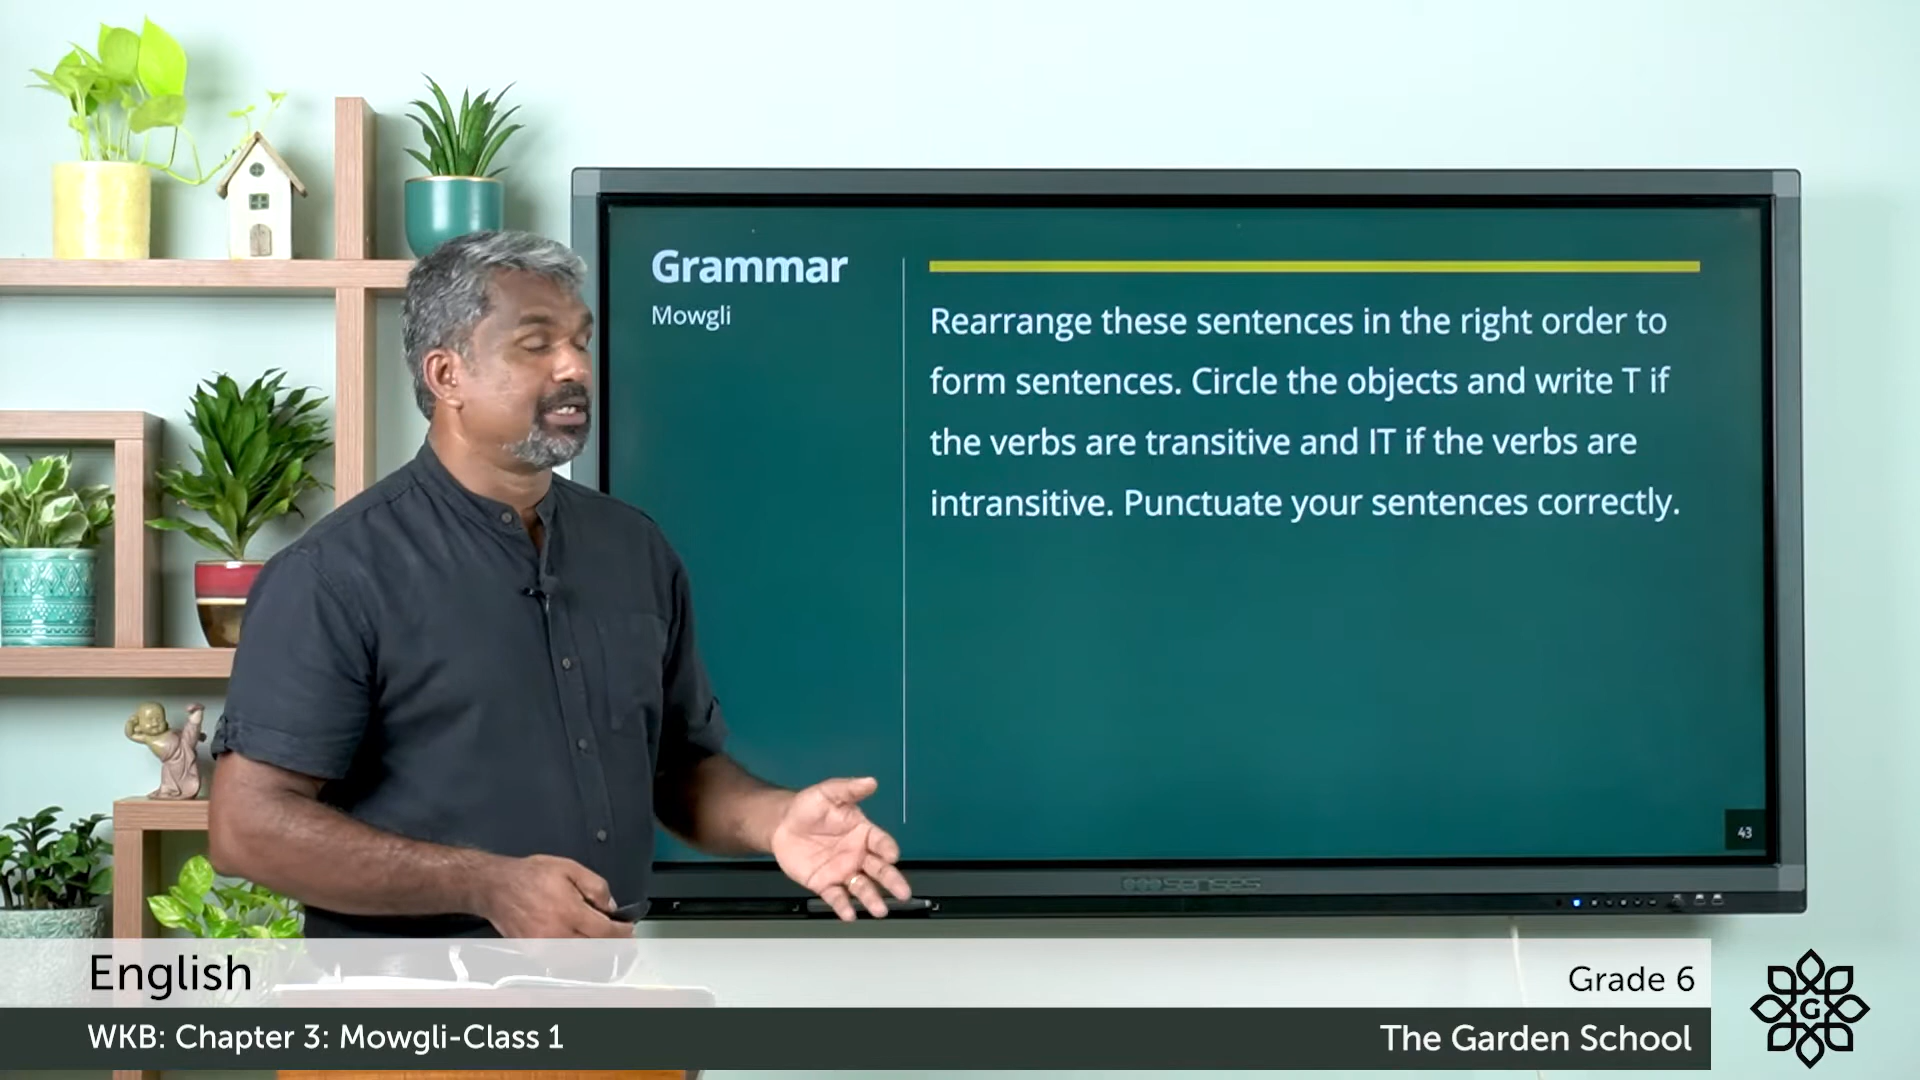 Grammar
Mowgli
Rearrange these sentences in the right order to
form sentences. Circle the objects and write T if
the verbs are transitive and IT if the verbs are
intransitive. Punctuate your sentences correctly.
43
senses
English
Grade 6
WKB: Chapter 3: Mowgli-Class 1
The Garden School
G